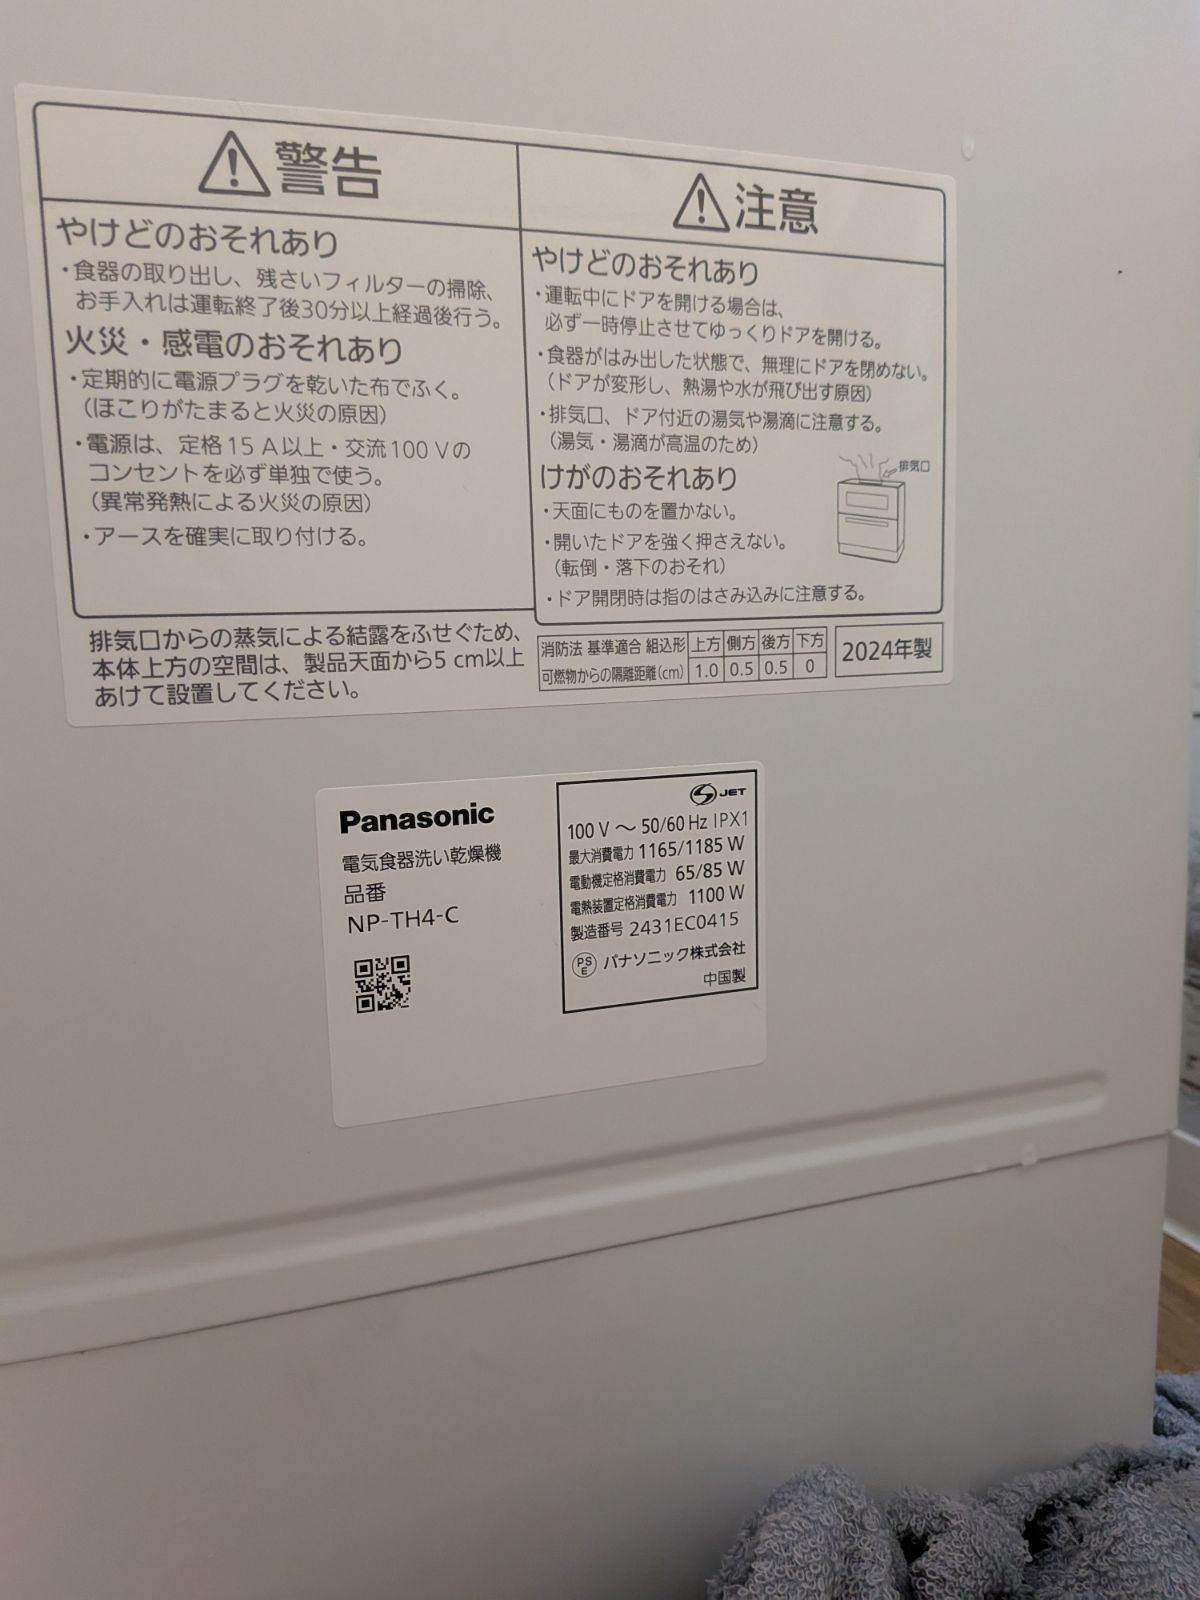 警告
やけどのおそれあり
・食器の取り出し、残さいフィルターの掃除、
お手入れは運転終了後30分以上経過後行う。
火災・感電のおそれあり
・定期的に電源プラグを乾いた布でふく。
（ほこりがたまると火災の原因）
・電源は、定格15 A以上・交流100 Vの
コンセントを必ず単独で使う。
（異常発熱による火災の原因）
・アースを確実に取り付ける。
注意
やけどのおそれあり
・運転中にドアを開ける場合は、
必ず一時停止させてゆっくりドアを開ける。
・食器がはみ出した状態で、無理にドアを閉めない。
（ドアが変形し、熱湯や水が飛び出す原因）
・排気口、ドア付近の湯気や湯滴に注意する。
（湯気・湯滴が高温のため）
けがのおそれあり
・天面にものを置かない。
・開いたドアを強く押さえない。
（転倒・落下のおそれ）
・ドア開閉時は指のはさみ込みに注意する。
排気口
排気口からの蒸気による結露をふせぐため、
本体上方の空間は、製品天面から5 cm以上
あけて設置してください。
消防法 基準適合 組込形 上方 側方 後方 下方
可燃物からの隔離距離(cm) 1.0 0.5 0.5 0
2024年製
Panasonic
電気食器洗い乾燥機
品番
NP-TH4-C
JET
100 V ～ 50/60 Hz IPX1
最大消費電力 1165/1185 W
電動機定格消費電力 65/85 W
電熱装置定格消費電力 1100 W
製造番号 2431EC0415
PSE パナソニック株式会社
中国製